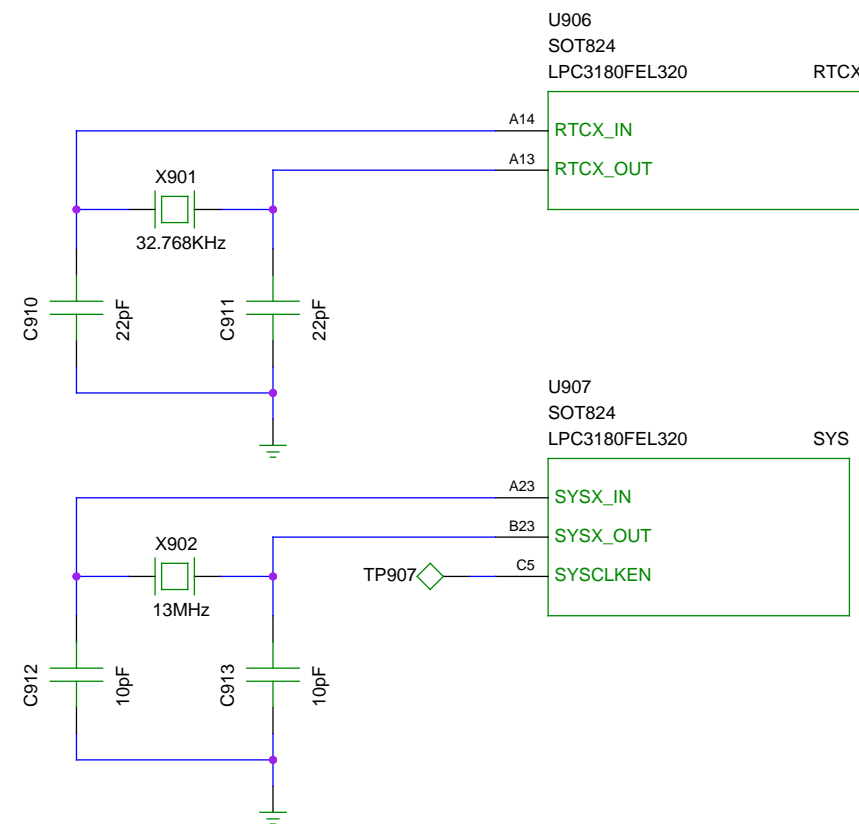 U906
SOT824
LPC3180FEL320 RTCX
A14 RTCX_IN
A13 RTCX_OUT
X901
32.768KHz
C910 22pF C911 22pF
U907
SOT824
LPC3180FEL320 SYS
A23 SYSX_IN
B23 SYSX_OUT
X902
TP907 C5 SYSCLKEN
13MHz
C912 10pF C913 10pF